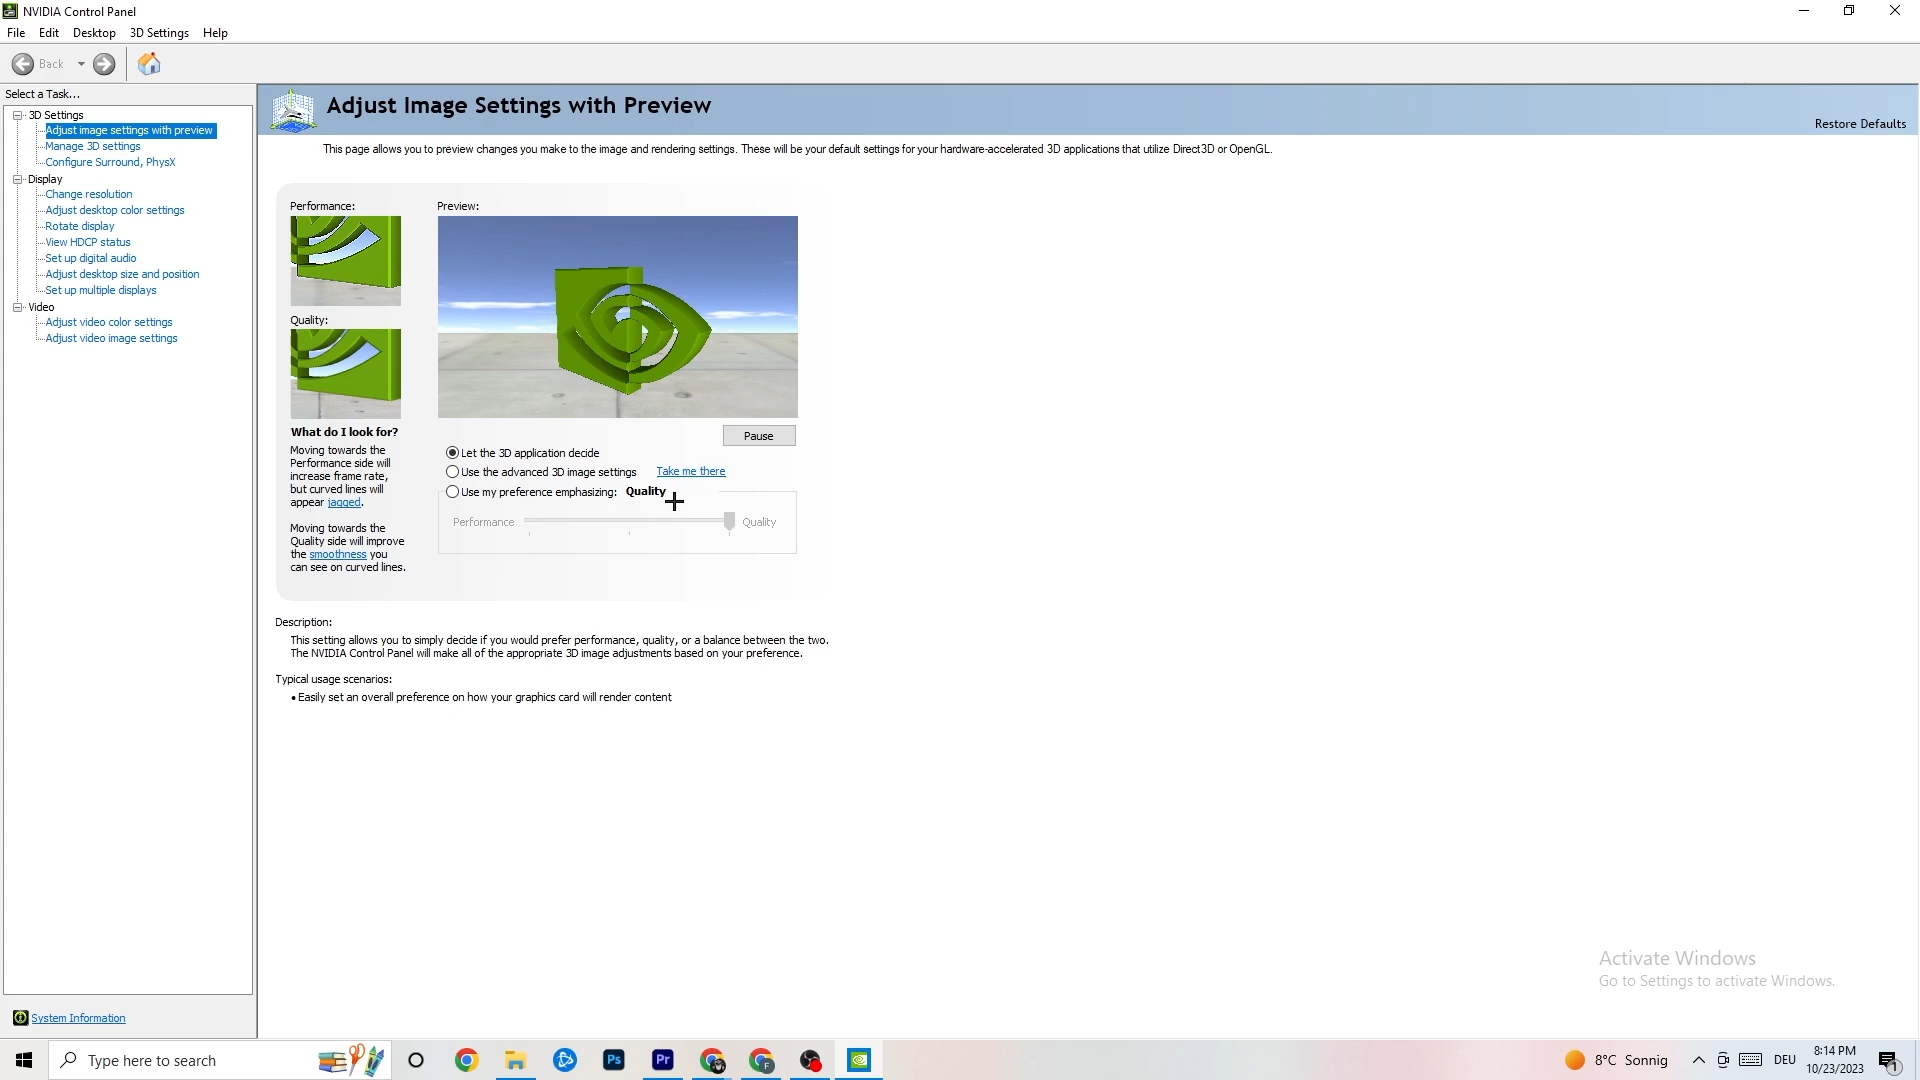 NVIDIA Control Panel
File Edit Desktop 3D Settings Help
Back
Select a Task...
3D Settings
Adjust image settings with preview
Manage 3D settings
Configure Surround, PhysX
Display
Change resolution
Adjust desktop color settings
Rotate display
View HDCP status
Set up digital audio
Adjust desktop size and position
Set up multiple displays
Video
Adjust video color settings
Adjust video image settings
System Information
Adjust Image Settings with Preview
Restore Defaults
This page allows you to preview changes you make to the image and rendering settings. These will be your default settings for your hardware-accelerated 3D applications that utilize Direct3D or OpenGL.
Performance:
Preview:
Quality:
What do I look for?
Moving towards the
Performance side will
increase frame rate,
but curved lines will
appear jagged.
Moving towards the
Quality side will improve
the smoothness you
can see on curved lines.
Pause
Let the 3D application decide
Use the advanced 3D image settings Take me there
Use my preference emphasizing: Quality
Performance Quality
Description:
This setting allows you to simply decide if you would prefer performance, quality, or a balance between the two.
The NVIDIA Control Panel will make all of the appropriate 3D image adjustments based on your preference.
Typical usage scenarios:
• Easily set an overall preference on how your graphics card will render content
Activate Windows
Go to Settings to activate Windows.
Type here to search
Ps
Pr
F
8°C Sonnig
DEU
8:14 PM
10/23/2023
1